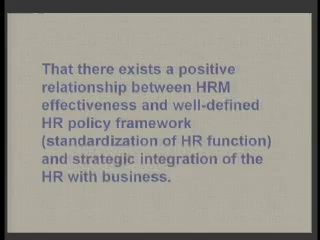 That there exists a positive
relationship between HRM
effectiveness and well-defined
HR policy framework
(standardization of HR function)
and strategic integration of the
HR with business.